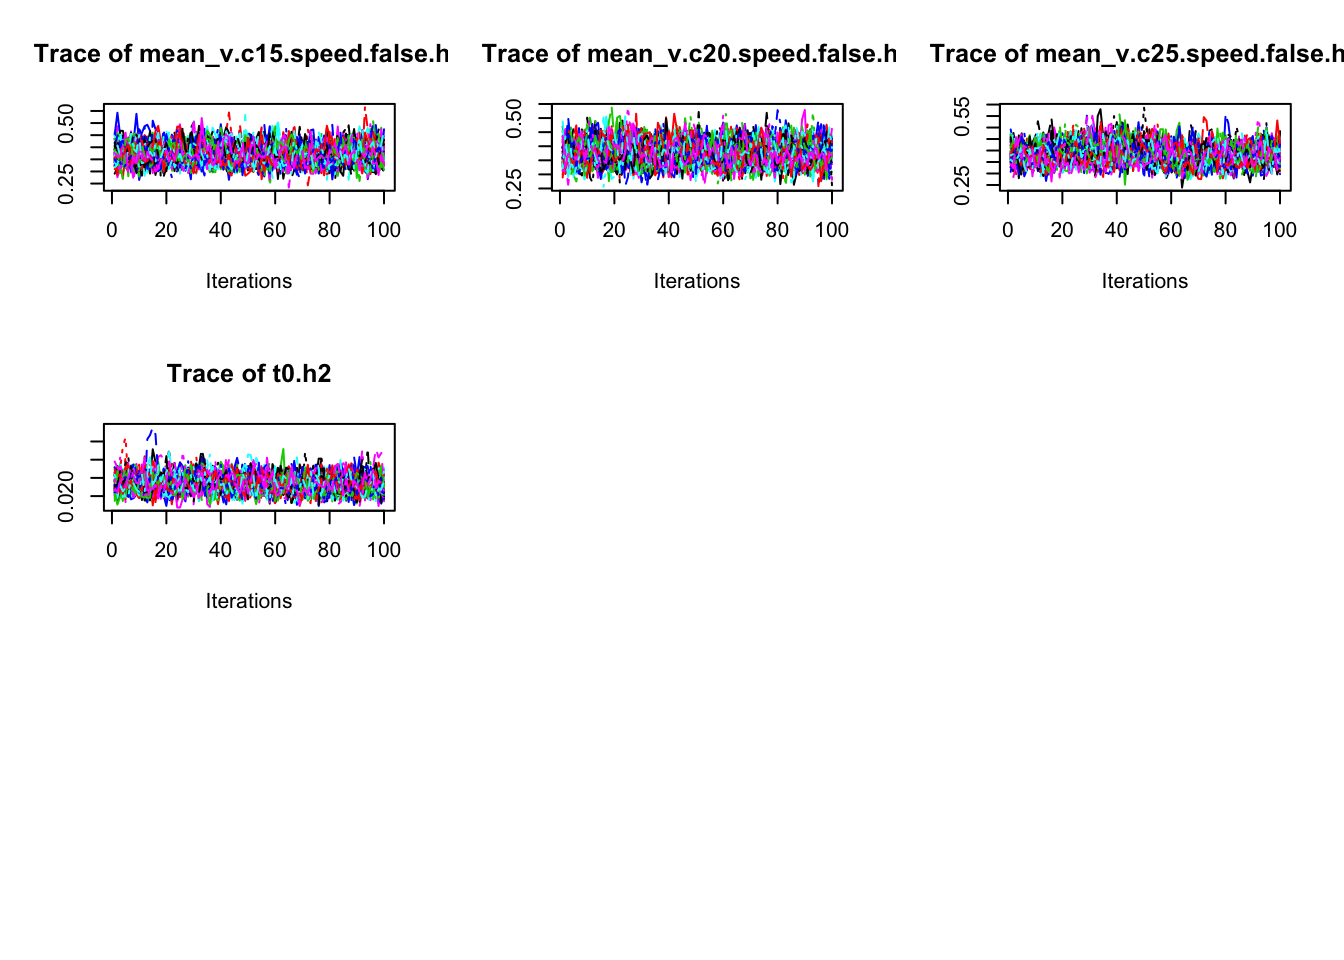 Trace of mean_v.c15.speed.false.h
Trace of mean_v.c20.speed.false.h
Trace of mean_v.c25.speed.false.h
0.50
0.25
0 20 40 60 80 100
Iterations
0.50
0.25
0 20 40 60 80 100
Iterations
0.55
0.25
0 20 40 60 80 100
Iterations
Trace of t0.h2
0.020
0 20 40 60 80 100
Iterations